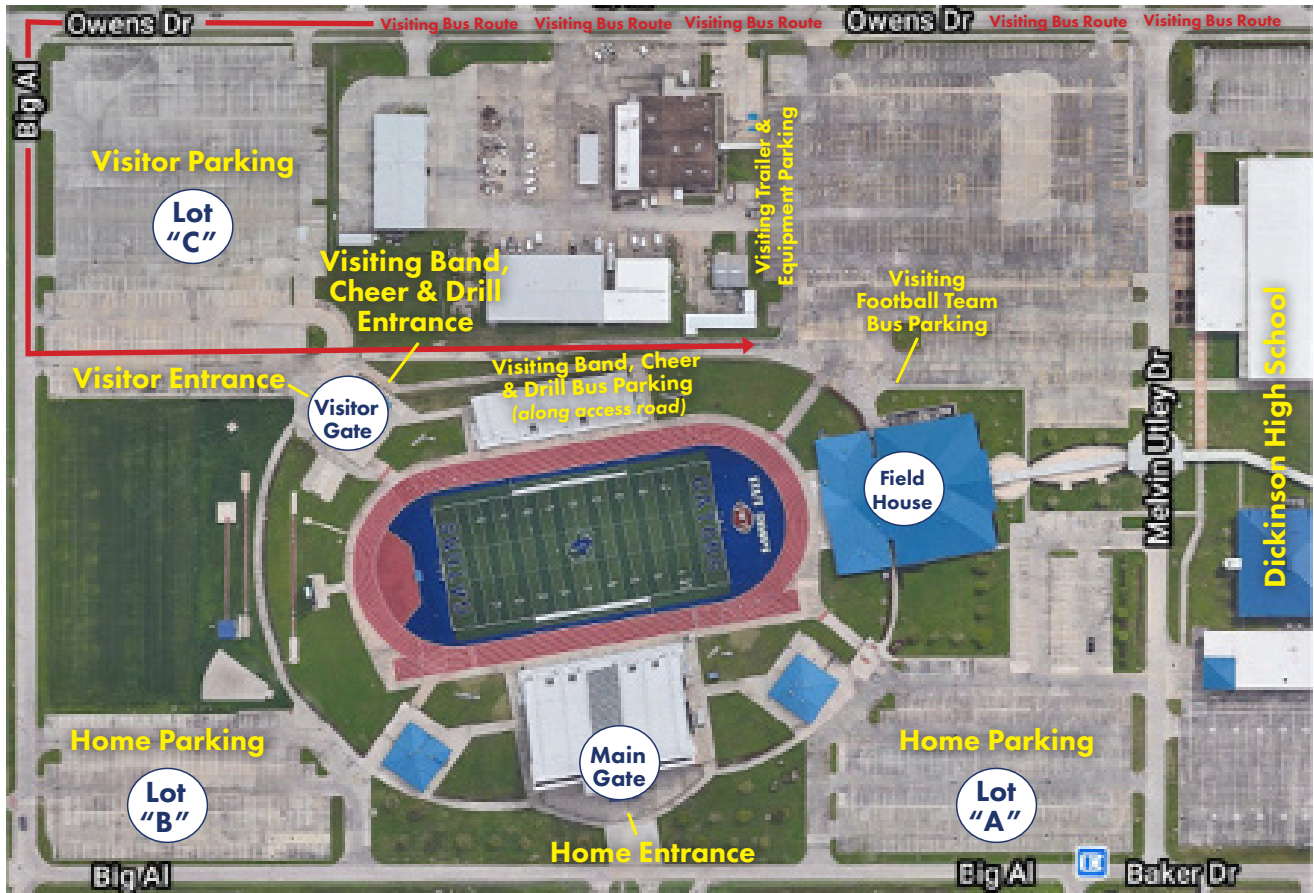 Owens Dr
Visiting Bus Route
Visiting Bus Route
Visiting Bus Route
Owens Dr
Visiting Bus Route
Visiting Bus Route
Big Al
Visitor Parking
Lot
"C"
Visiting Trailer &
Equipment Parking
Visiting Band,
Cheer & Drill
Entrance
Visiting
Football Team
Bus Parking
Visitor Entrance
Visitor
Gate
Visiting Band, Cheer
& Drill Bus Parking
(along access road)
Field
House
Melvin Utley Dr
Dickinson High School
Home Parking
Lot
"B"
Main
Gate
Home Parking
Lot
"A"
Home Entrance
Big Al
Big Al
Baker Dr